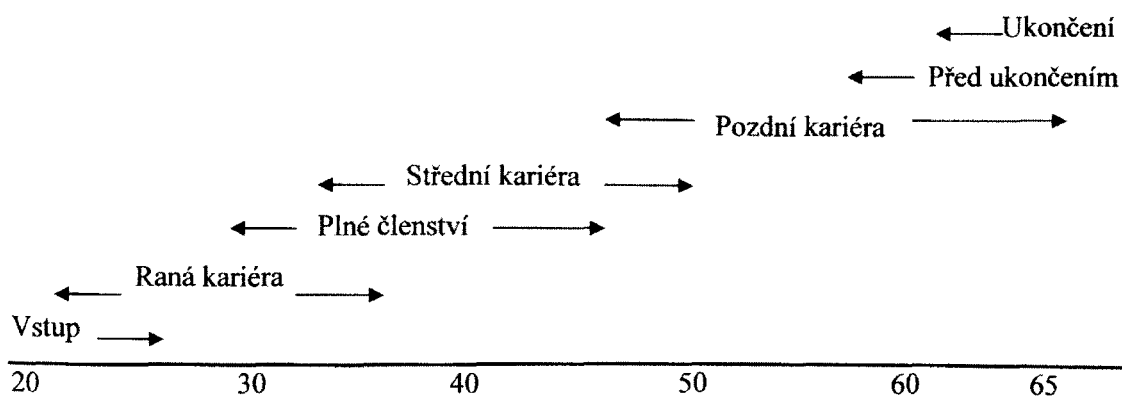 Ukončení
Před ukončením
Pozdní kariéra
Střední kariéra
Plné členství
Raná kariéra
Vstup
20 30 40 50 60 65